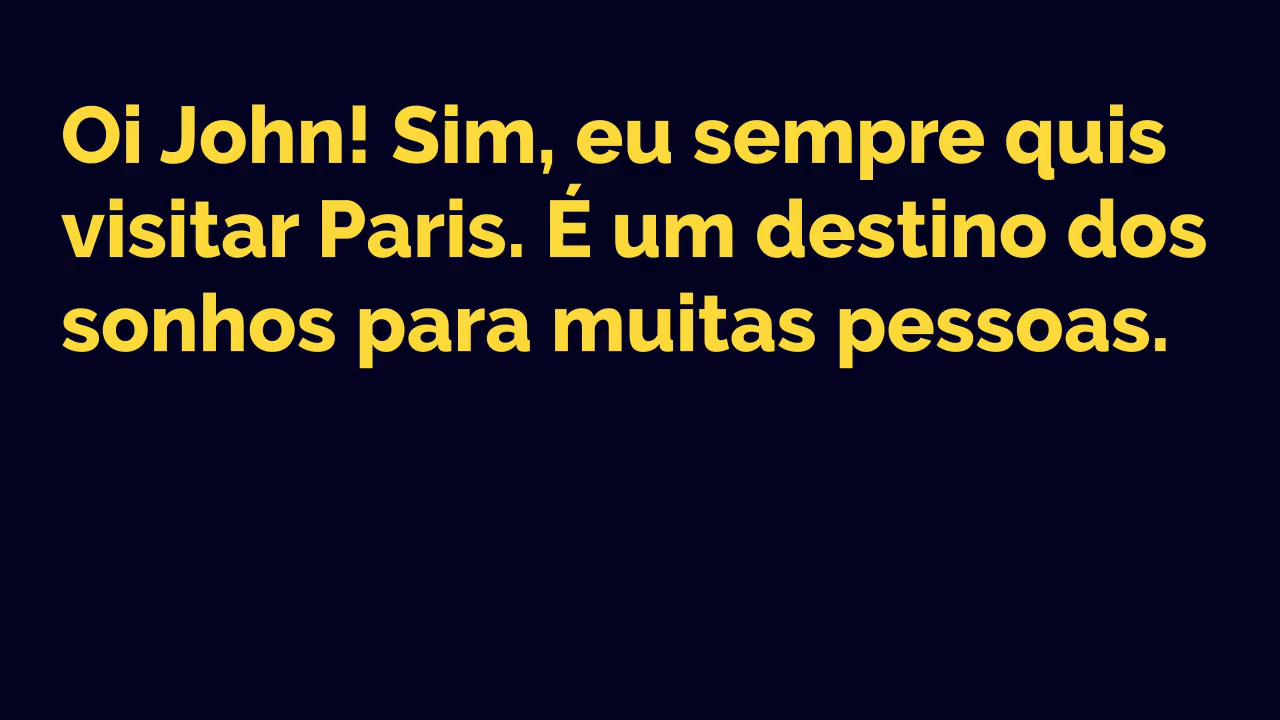 Oi John! Sim, eu sempre quis
visitar Paris. É um destino dos
sonhos para muitas pessoas.